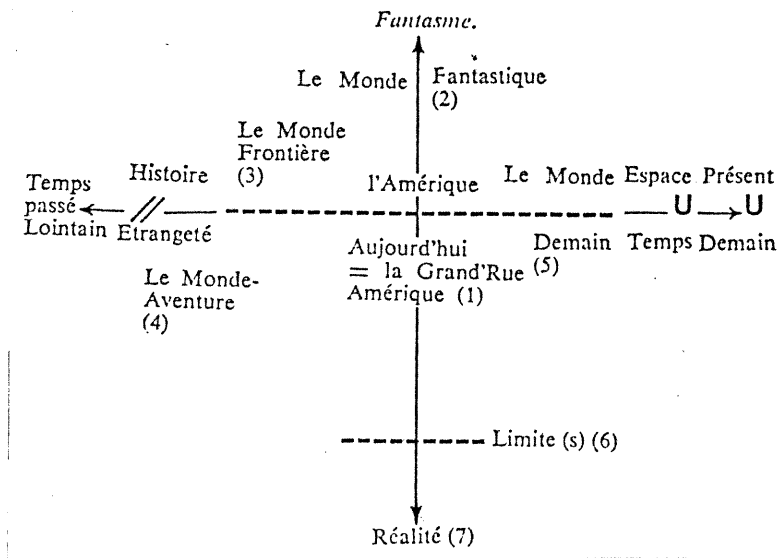 Fantasme.
Le Monde Fantastique
(2)
Le Monde
Frontière
(3)
Temps
passé
Lointain
Histoire
Etrangeté
l'Amérique
Le Monde
Demain
(5)
Espace
Temps
Présent
Demain
U
U
Aujourd'hui
= la Grand'Rue
Amérique (1)
Le Monde-
Aventure
(4)
Limite (s) (6)
Réalité (7)